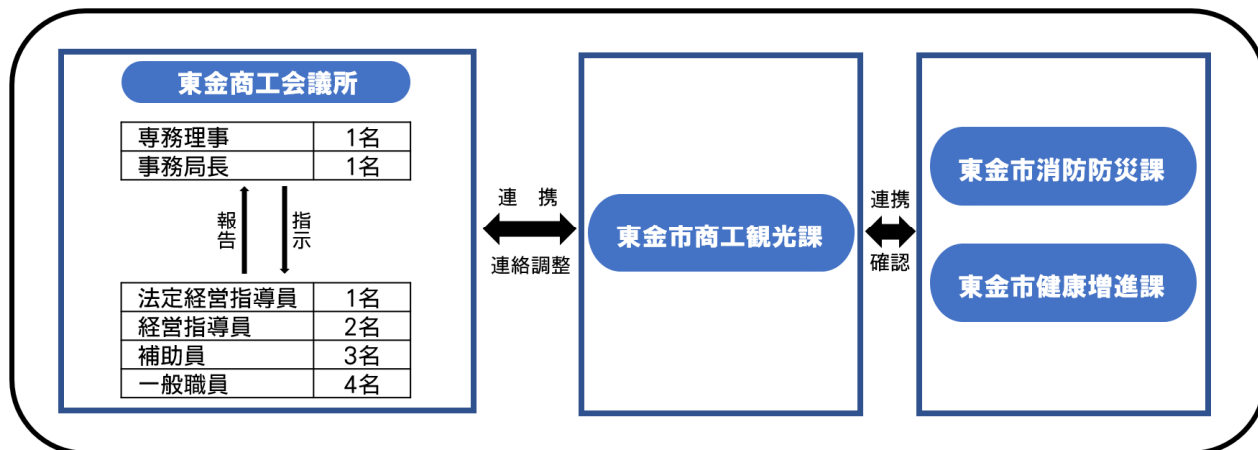 東金商工会議所
専務理事 1名
事務局長 1名
報告
指示
法定経営指導員 1名
経営指導員 2名
補助員 3名
一般職員 4名
連 携
連絡調整
東金市商工観光課
連携
確認
東金市消防防災課
東金市健康増進課